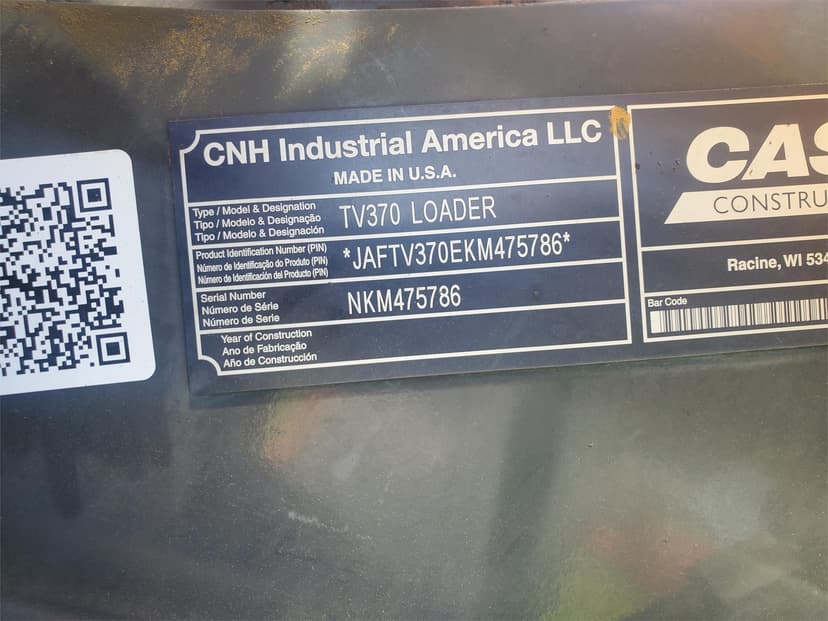 CNH Industrial America LLC
MADE IN U.S.A.
Type / Model & Designation
Tipo / Modelo & Designação
Tipo / Modelo & Designación
TV370 LOADER
Product Identification Number (PIN)
Número de Identificação do Produto (PIN)
Número de Identificación del Producto (PIN)
*JAFTV370EKM475786*
Serial Number
Número de Série
Número de Serie
NKM475786
Year of Construction
Ano de Fabricação
Año de Construcción
CAS
CONSTRU
Racine, WI 534
Bar Code